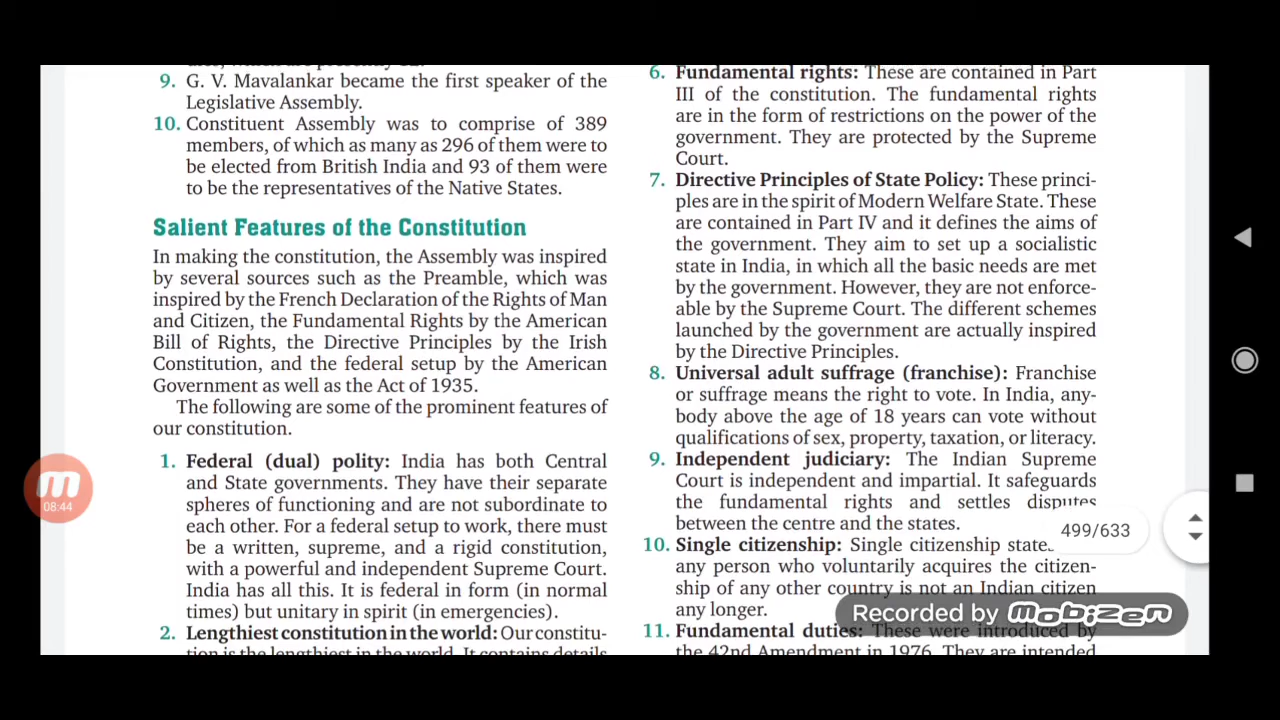 9. G. V. Mavalankar became the first speaker of the
Legislative Assembly.
10. Constituent Assembly was to comprise of 389
members, of which as many as 296 of them were to
be elected from British India and 93 of them were
to be the representatives of the Native States.
Salient Features of the Constitution
In making the constitution, the Assembly was inspired
by several sources such as the Preamble, which was
inspired by the French Declaration of the Rights of Man
and Citizen, the Fundamental Rights by the American
Bill of Rights, the Directive Principles by the Irish
Constitution, and the federal setup by the American
Government as well as the Act of 1935.
The following are some of the prominent features of
our constitution.
1. Federal (dual) polity: India has both Central
and State governments. They have their separate
spheres of functioning and are not subordinate to
each other. For a federal setup to work, there must
be a written, supreme, and a rigid constitution,
with a powerful and independent Supreme Court.
India has all this. It is federal in form (in normal
times) but unitary in spirit (in emergencies).
2. Lengthiest constitution in the world: Our constitu-
tion is the lengthiest in the world. It contains details
6. Fundamental rights: These are contained in Part
III of the constitution. The fundamental rights
are in the form of restrictions on the power of the
government. They are protected by the Supreme
Court.
7. Directive Principles of State Policy: These princi-
ples are in the spirit of Modern Welfare State. These
are contained in Part IV and it defines the aims of
the government. They aim to set up a socialistic
state in India, in which all the basic needs are met
by the government. However, they are not enforce-
able by the Supreme Court. The different schemes
launched by the government are actually inspired
by the Directive Principles.
8. Universal adult suffrage (franchise): Franchise
or suffrage means the right to vote. In India, any-
body above the age of 18 years can vote without
qualifications of sex, property, taxation, or literacy.
9. Independent judiciary: The Indian Supreme
Court is independent and impartial. It safeguards
the fundamental rights and settles disputes
between the centre and the states.
10. Single citizenship: Single citizenship state
any person who voluntarily acquires the citizen-
ship of any other country is not an Indian citizen
any longer.
11. Fundamental duties: These were introduced by
the 42nd Amendment in 1976. They are intended
499/633
08:44
Recorded by mobizen